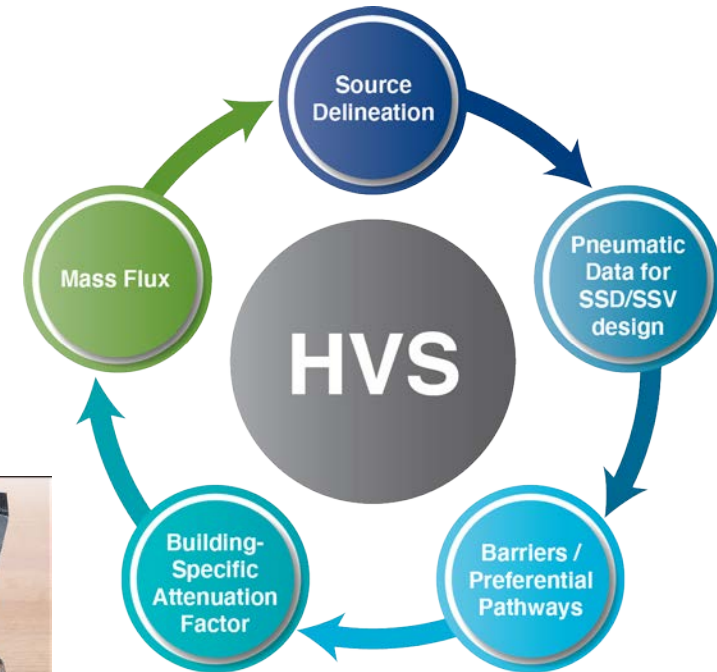 Source
Delineation
Pneumatic
Data for
SSD/SSV
design
Mass Flux
HVS
Building-
Specific
Attenuation
Factor
Barriers /
Preferential
Pathways